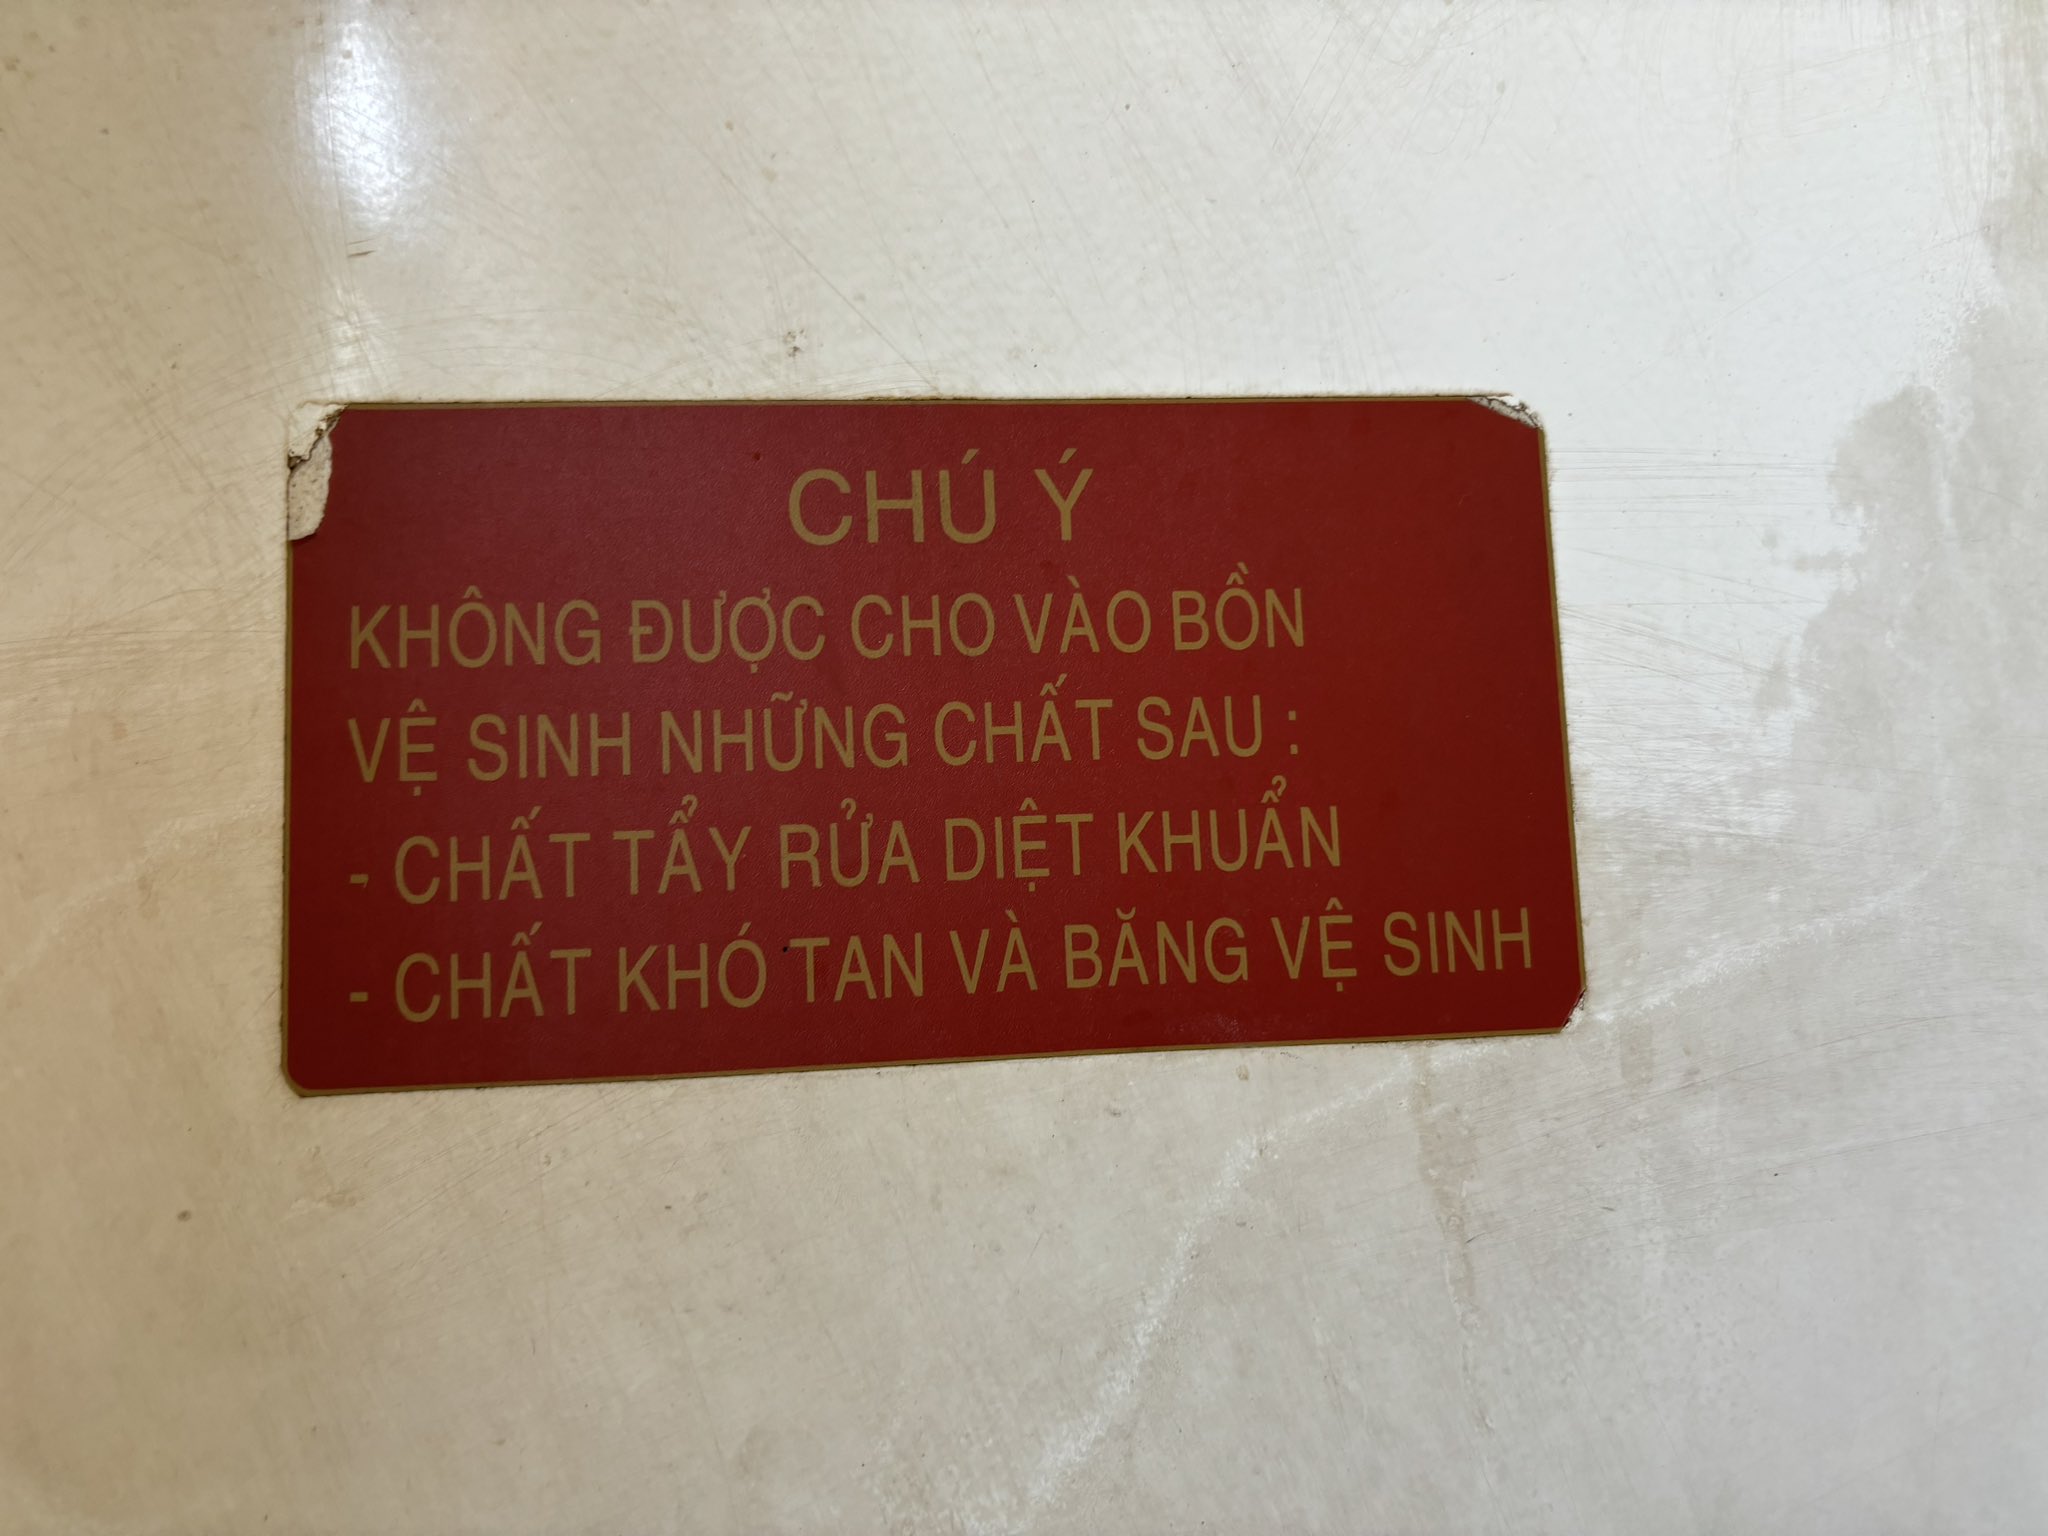 CHÚ Ý
KHÔNG ĐƯỢC CHO VÀO BỒN
VỆ SINH NHỮNG CHẤT SAU :
- CHẤT TẨY RỬA DIỆT KHUẨN
- CHẤT KHÓ TAN VÀ BĂNG VỆ SINH